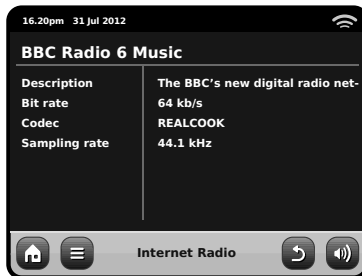 16.20pm 31 Jul 2012
BBC Radio 6 Music
Description The BBC's new digital radio net-
Bit rate 64 kb/s
Codec REALCOOK
Sampling rate 44.1 kHz
Internet Radio